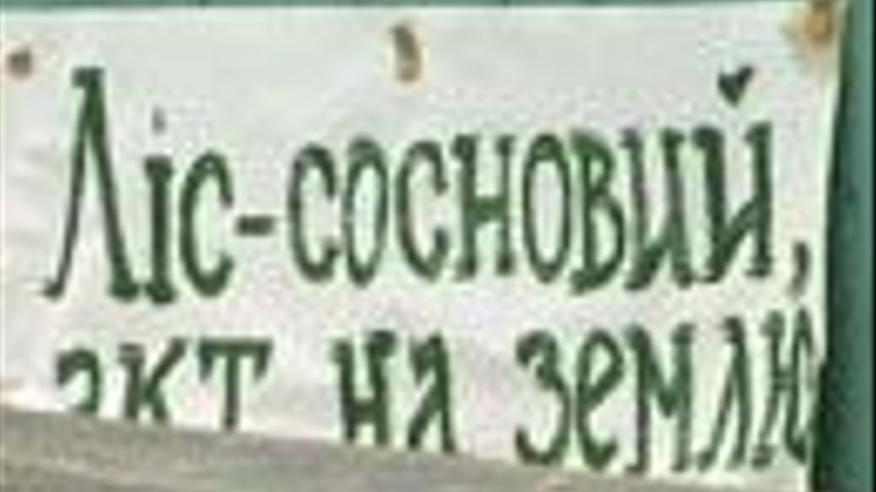 Ліс-сосновий,
акт на землю